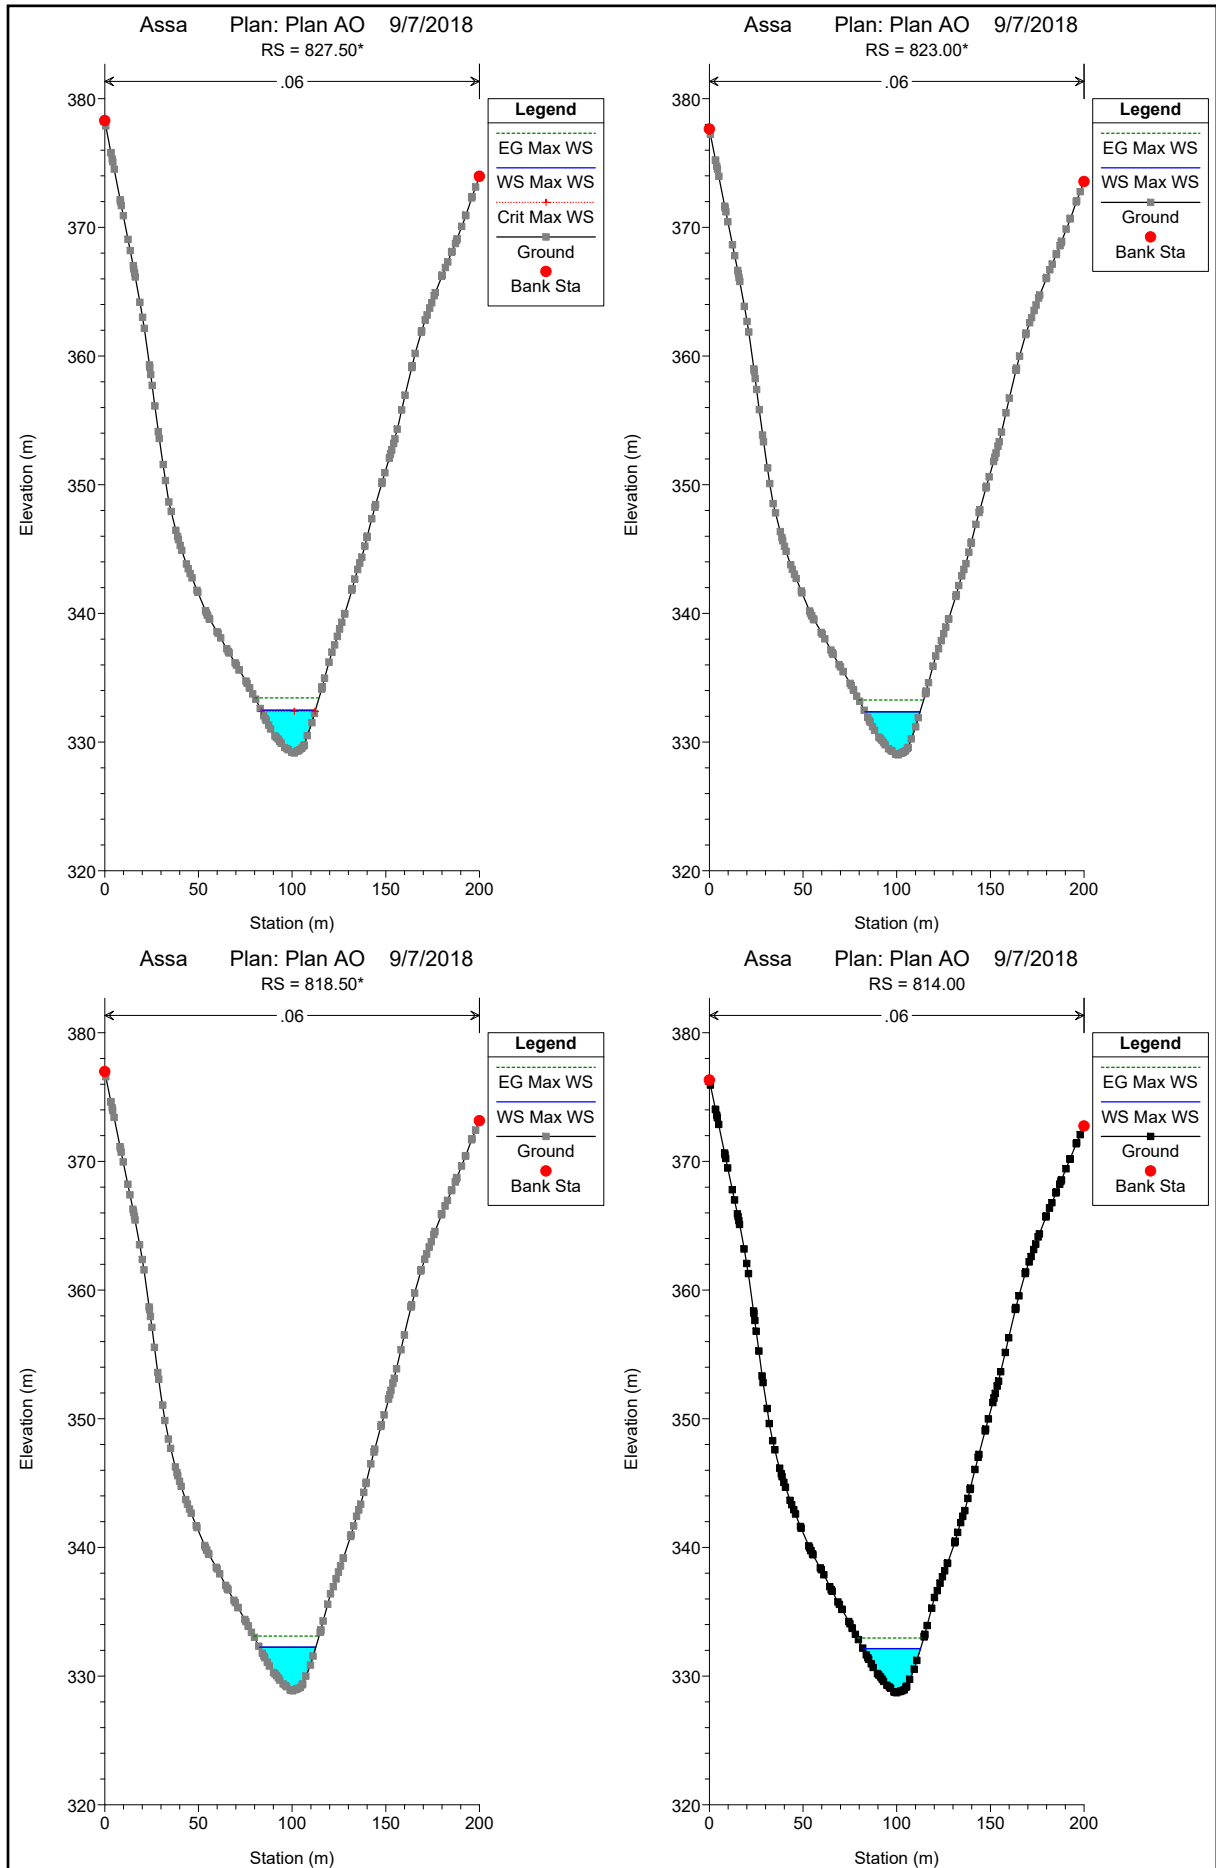 Assa Plan: Plan AO 9/7/2018
RS = 827.50*
.06
Legend
EG Max WS
WS Max WS
Crit Max WS
Ground
Bank Sta
380
370
360
350
340
330
320
Elevation (m)
0 50 100 150 200
Station (m)
Assa Plan: Plan AO 9/7/2018
RS = 823.00*
.06
Legend
EG Max WS
WS Max WS
Ground
Bank Sta
380
370
360
350
340
330
320
Elevation (m)
0 50 100 150 200
Station (m)
Assa Plan: Plan AO 9/7/2018
RS = 818.50*
.06
Legend
EG Max WS
WS Max WS
Ground
Bank Sta
380
370
360
350
340
330
320
Elevation (m)
0 50 100 150 200
Station (m)
Assa Plan: Plan AO 9/7/2018
RS = 814.00
.06
Legend
EG Max WS
WS Max WS
Ground
Bank Sta
380
370
360
350
340
330
320
Elevation (m)
0 50 100 150 200
Station (m)